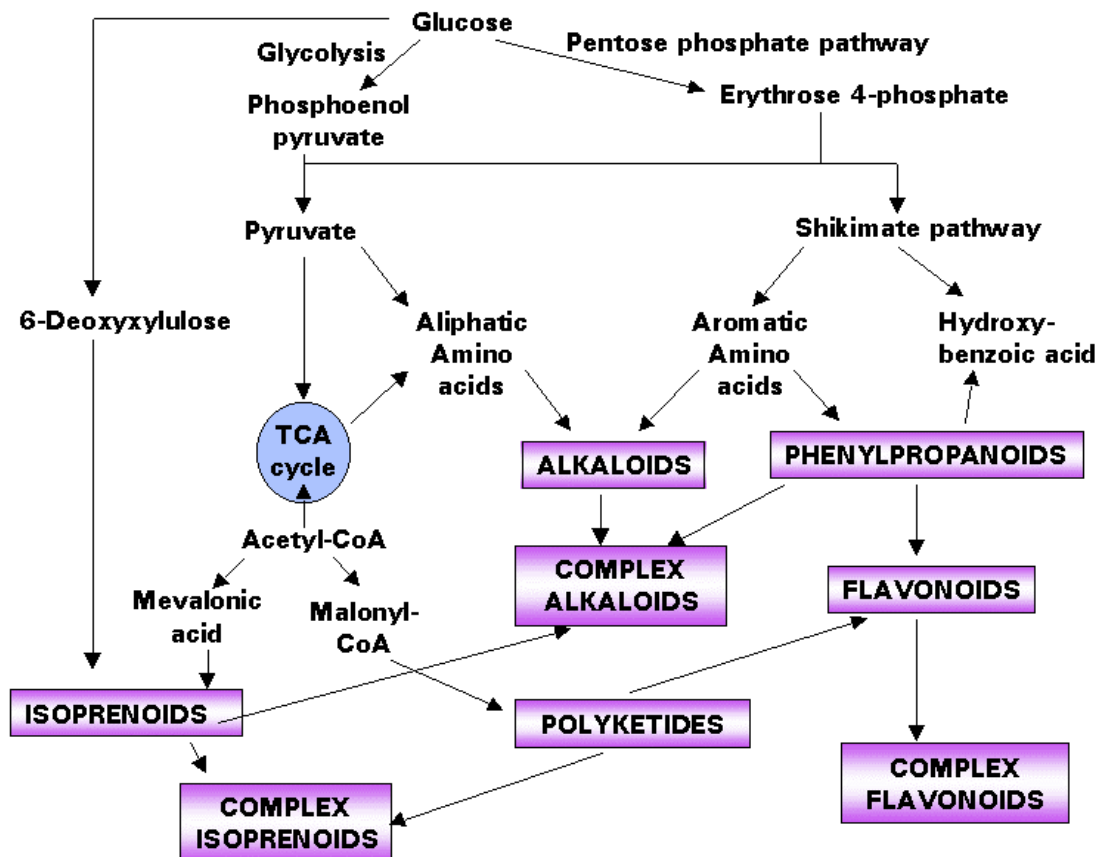 Glucose
Glycolysis
Pentose phosphate pathway
Phosphoenol
pyruvate
Erythrose 4-phosphate
Pyruvate
Shikimate pathway
6-Deoxyxylulose
Aliphatic
Amino
acids
Aromatic
Amino
acids
Hydroxy-
benzoic acid
TCA
cycle
ALKALOIDS
PHENYLPROPANOIDS
Acetyl-CoA
COMPLEX
ALKALOIDS
FLAVONOIDS
Mevalonic
acid
Malonyl-
CoA
ISOPRENOIDS
POLYKETIDES
COMPLEX
FLAVONOIDS
COMPLEX
ISOPRENOIDS